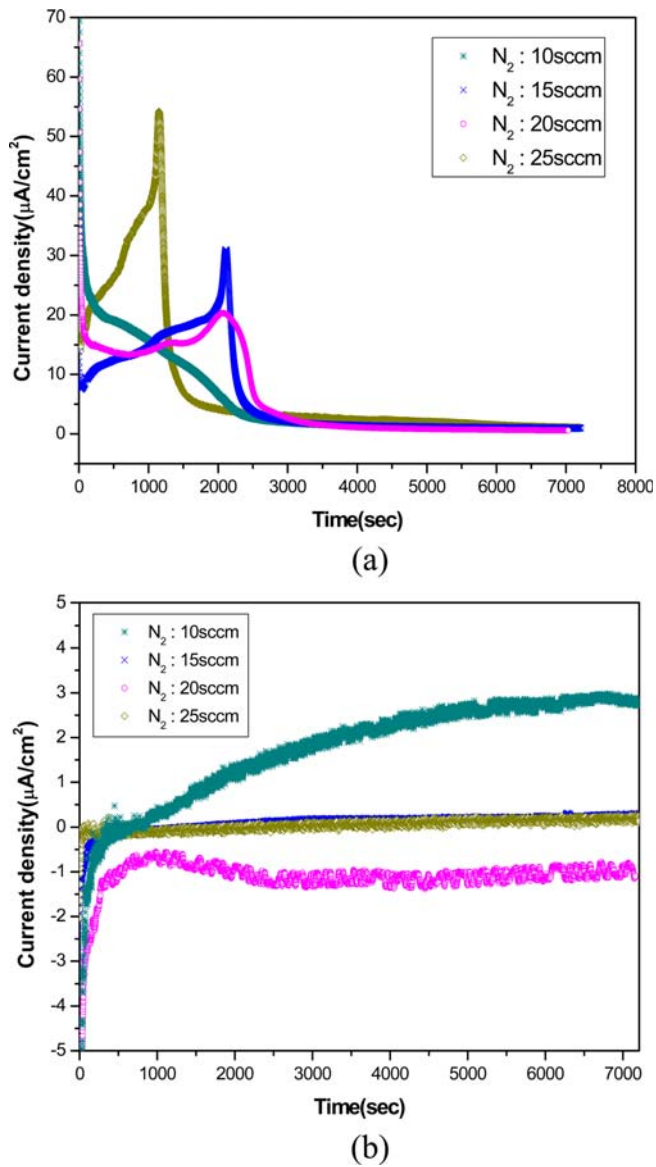 70
60
50
40
30
20
10
0
Current density(μA/cm²)
N₂ : 10sccm
N₂ : 15sccm
N₂ : 20sccm
N₂ : 25sccm
0 1000 2000 3000 4000 5000 6000 7000 8000
Time(sec)
(a)
5
4
3
2
1
0
-1
-2
-3
-4
-5
Current density(μA/cm²)
N₂ : 10sccm
N₂ : 15sccm
N₂ : 20sccm
N₂ : 25sccm
0 1000 2000 3000 4000 5000 6000 7000
Time(sec)
(b)